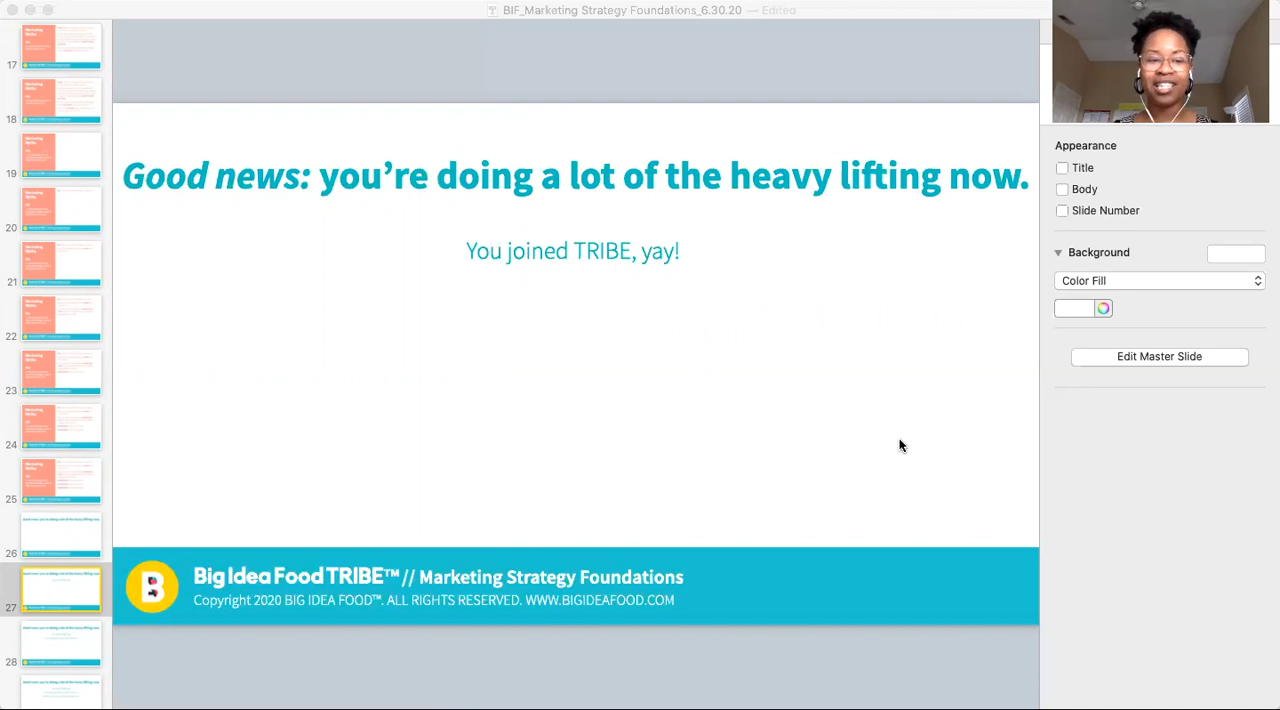 BIF_Marketing Strategy Foundations_6.30.20 — Edited
17
18
19
20
21
22
23
24
25
26
27
28
Good news: you’re doing a lot of the heavy lifting now.
You joined TRIBE, yay!
B
Big Idea Food TRIBE™ // Marketing Strategy Foundations
Copyright 2020 BIG IDEA FOOD™. ALL RIGHTS RESERVED. WWW.BIGIDEAFOOD.COM
Appearance
Title
Body
Slide Number
Background
Color Fill
Edit Master Slide